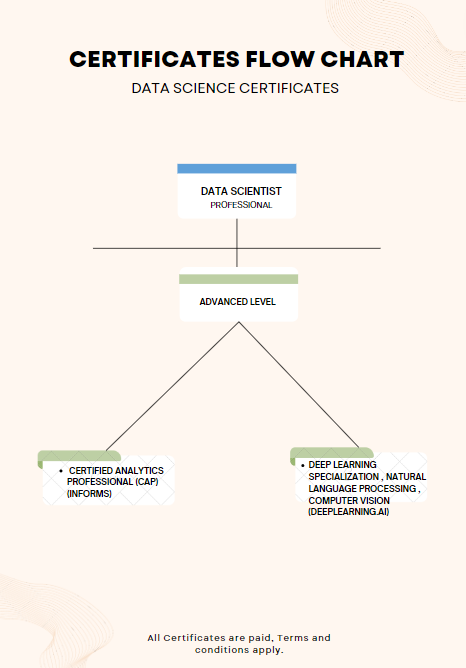 CERTIFICATES FLOW CHART
DATA SCIENCE CERTIFICATES
DATA SCIENTIST
PROFESSIONAL
ADVANCED LEVEL
• CERTIFIED ANALYTICS
PROFESSIONAL (CAP)
(INFORMS)
• DEEP LEARNING
SPECIALIZATION , NATURAL
LANGUAGE PROCESSING ,
COMPUTER VISION
(DEEPLEARNING.AI)
All Certificates are paid, Terms and
conditions apply.